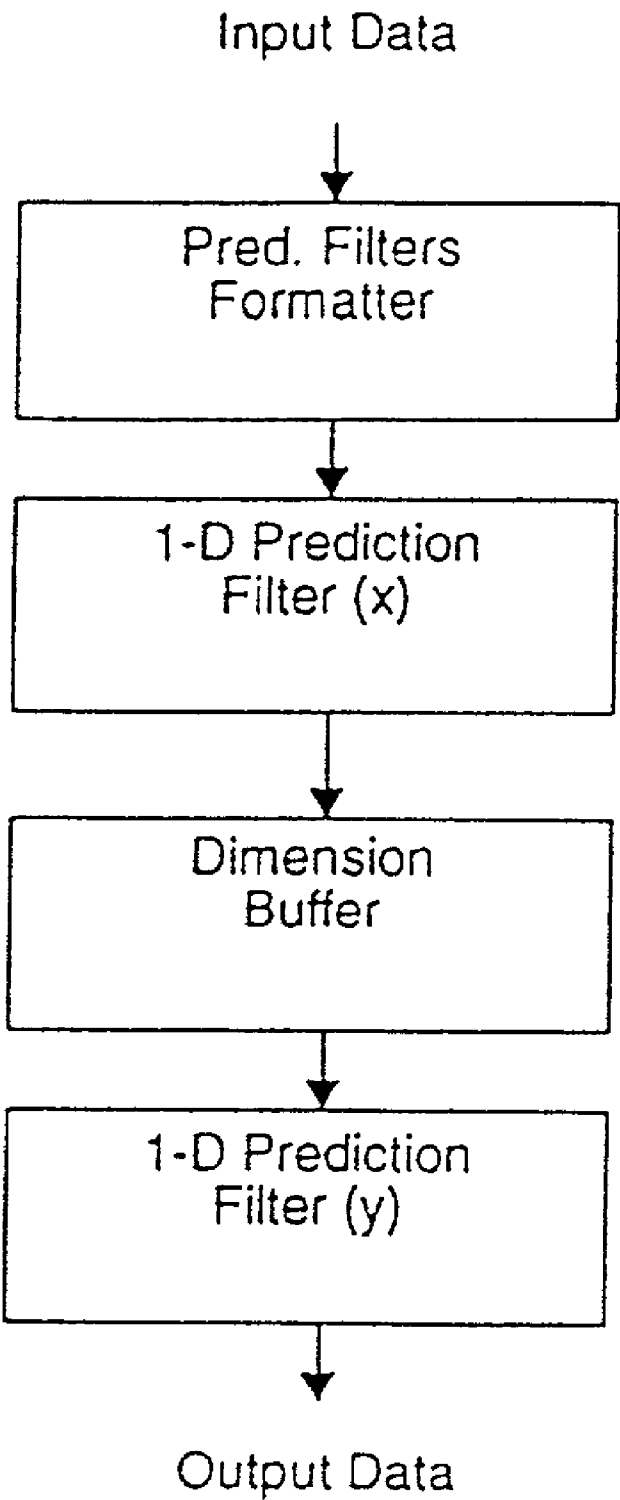 Input Data
Pred. Filters
Formatter
1-D Prediction
Filter (x)
Dimension
Buffer
1-D Prediction
Filter (y)
Output Data